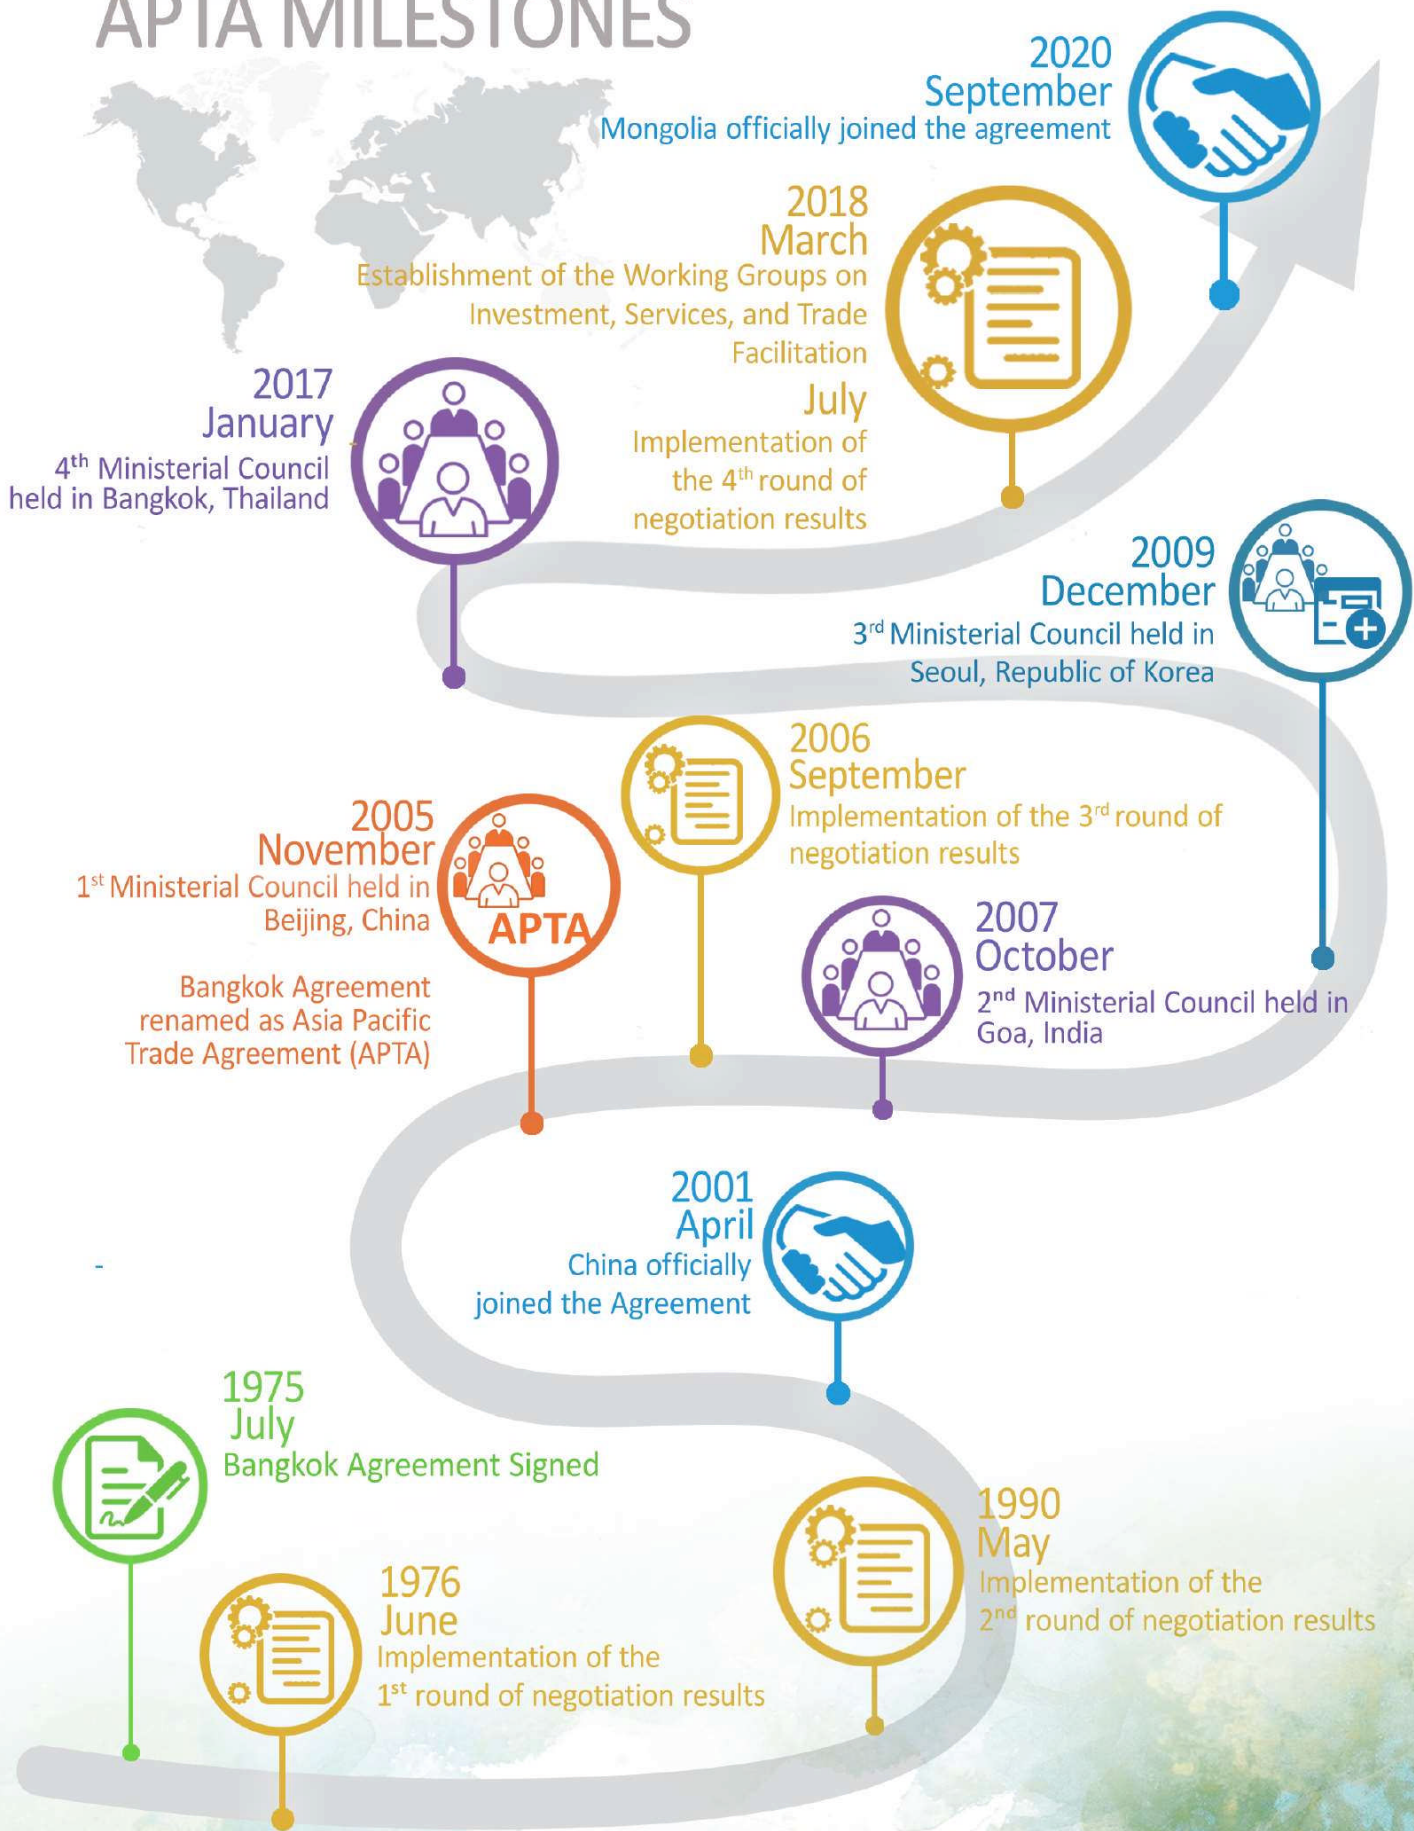 APTA MILESTONES
2020
September
Mongolia officially joined the agreement
2018
March
Establishment of the Working Groups on
Investment, Services, and Trade
Facilitation
July
Implementation of
the 4th round of
negotiation results
2017
January
4th Ministerial Council
held in Bangkok, Thailand
2009
December
3rd Ministerial Council held in
Seoul, Republic of Korea
2006
September
Implementation of the 3rd round of
negotiation results
2005
November
1st Ministerial Council held in
Beijing, China
APTA
Bangkok Agreement
renamed as Asia Pacific
Trade Agreement (APTA)
2007
October
2nd Ministerial Council held in
Goa, India
2001
April
China officially
joined the Agreement
-
1975
July
Bangkok Agreement Signed
1990
May
Implementation of the
2nd round of negotiation results
1976
June
Implementation of the
1st round of negotiation results